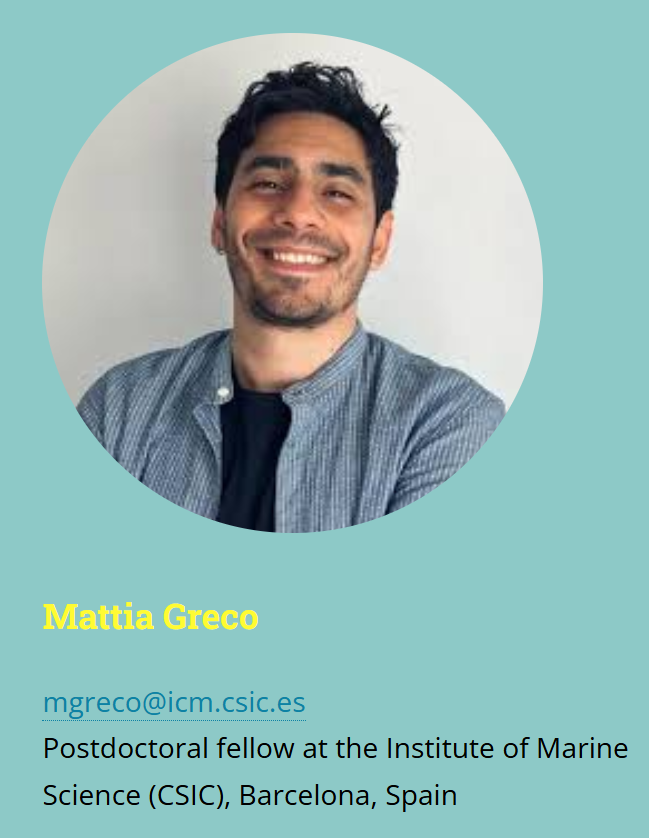 Mattia Greco
mgreco@icm.csic.es
Postdoctoral fellow at the Institute of Marine
Science (CSIC), Barcelona, Spain